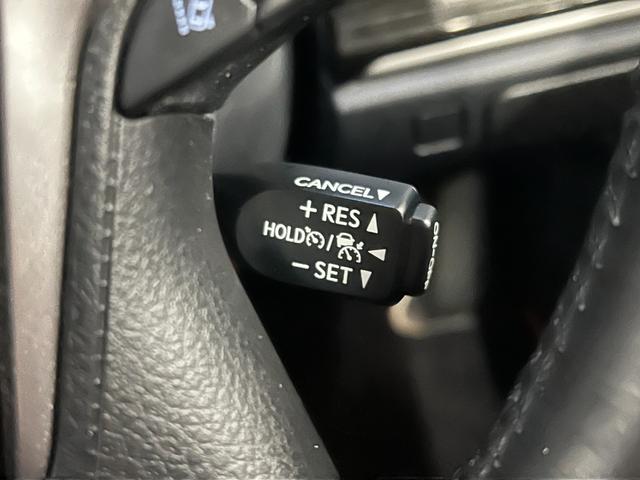 CANCEL▼
+ RES ▲
HOLD / ◀
− SET ▼
ON-OFF